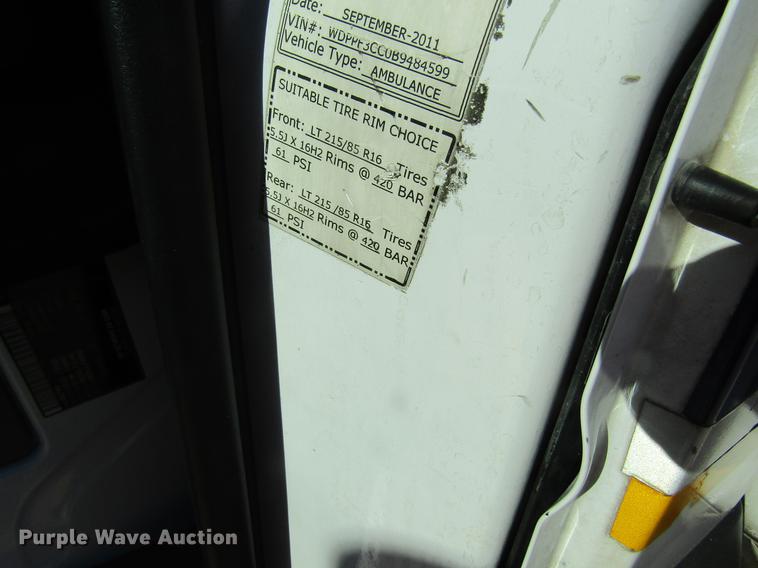 Date: SEPTEMBER-2011
VIN#: WDPPF3CC0B9484599
Vehicle Type: AMBULANCE
SUITABLE TIRE RIM CHOICE
Front: LT 215/85 R16 Tires
5.5J X 16H2 Rims @ 420 BAR
61 PSI
Rear: LT 215 /85 R16 Tires
5.5J X 16H2 Rims @ 420 BAR
61 PSI
Purple Wave Auction